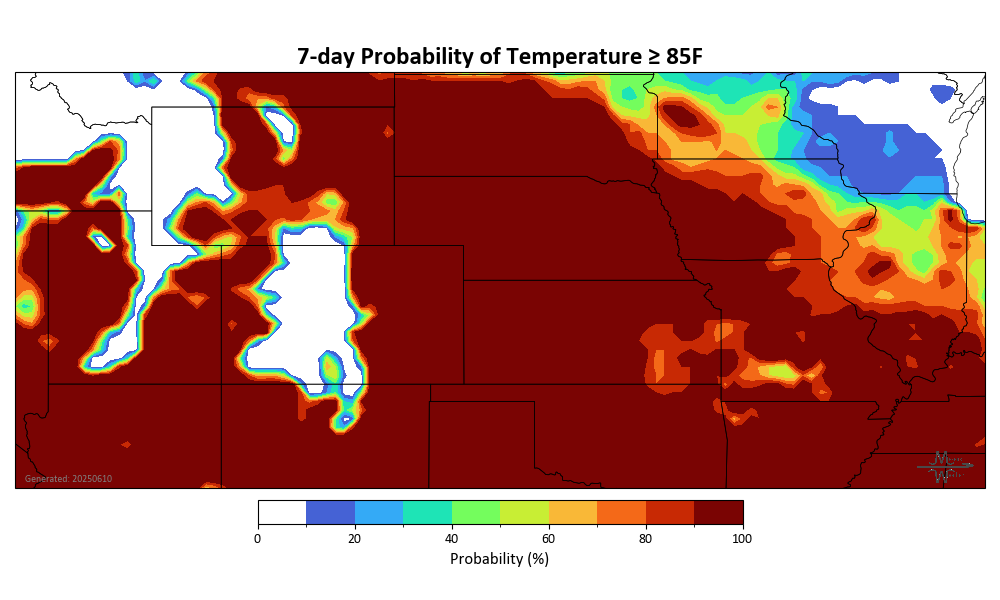 7-day Probability of Temperature ≥ 85F
Generated: 20250610
0 20 40 60 80 100
Probability (%)